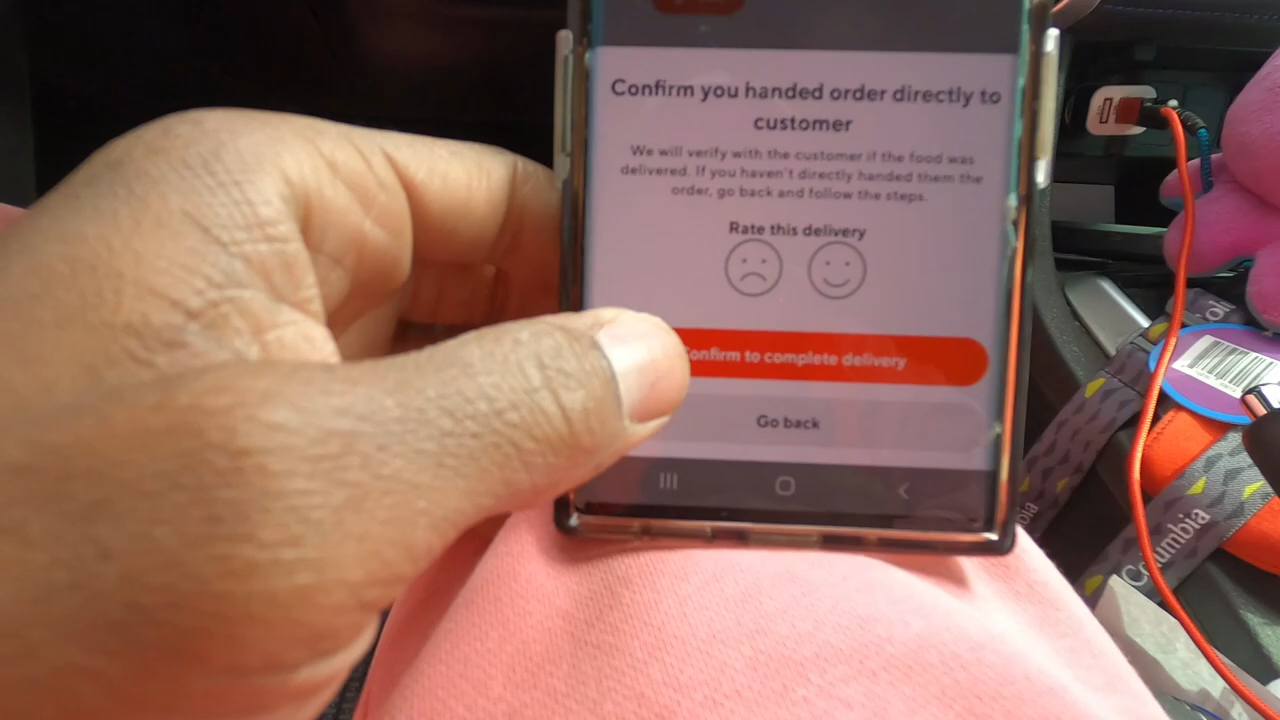 Confirm you handed order directly to
customer
We will verify with the customer if the food was
delivered. If you haven't directly handed them the
order, go back and follow the steps.
Rate this delivery
Confirm to complete delivery
Go back
Columbia